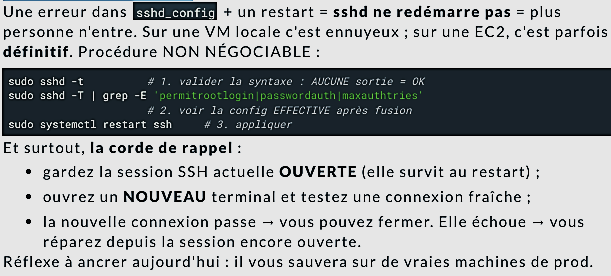 Une erreur dans sshd_config + un restart = sshd ne redémarre pas = plus
personne n'entre. Sur une VM locale c'est ennuyeux ; sur une EC2, c'est parfois
définitif. Procédure NON NÉGOCIABLE :
sudo sshd -t # 1. valider la syntaxe : AUCUNE sortie = OK
sudo sshd -T | grep -E 'permitrootlogin|passwordauth|maxauthtries'
# 2. voir la config EFFECTIVE après fusion
sudo systemctl restart ssh # 3. appliquer
Et surtout, la corde de rappel :
• gardez la session SSH actuelle OUVERTE (elle survit au restart) ;
• ouvrez un NOUVEAU terminal et testez une connexion fraîche ;
• la nouvelle connexion passe → vous pouvez fermer. Elle échoue → vous
réparez depuis la session encore ouverte.
Réflexe à ancrer aujourd'hui : il vous sauvera sur de vraies machines de prod.